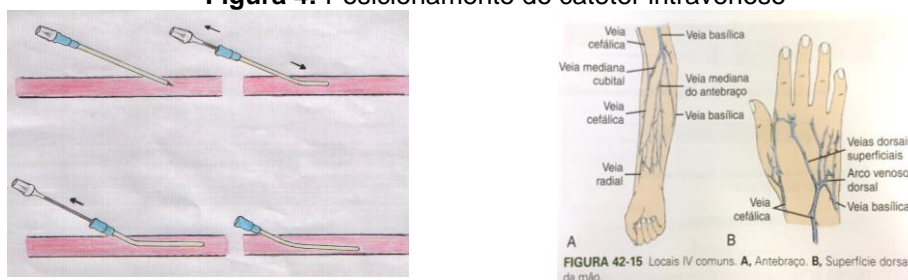 Figura 4: Posicionamento do cateter intravenoso
Veia
cefálica
Veia basílica
Veia mediana
cubital
Veia mediana
do antebraço
Veia
cefálica
Veia basílica
Veia
radial
Veias dorsai
superficiais
Arco venoso
dorsal
Veia
cefálica
Veia basílica
A
B
FIGURA 42-15 Locais IV comuns. A, Antebraço. B, Superfície dorsa
da mão.